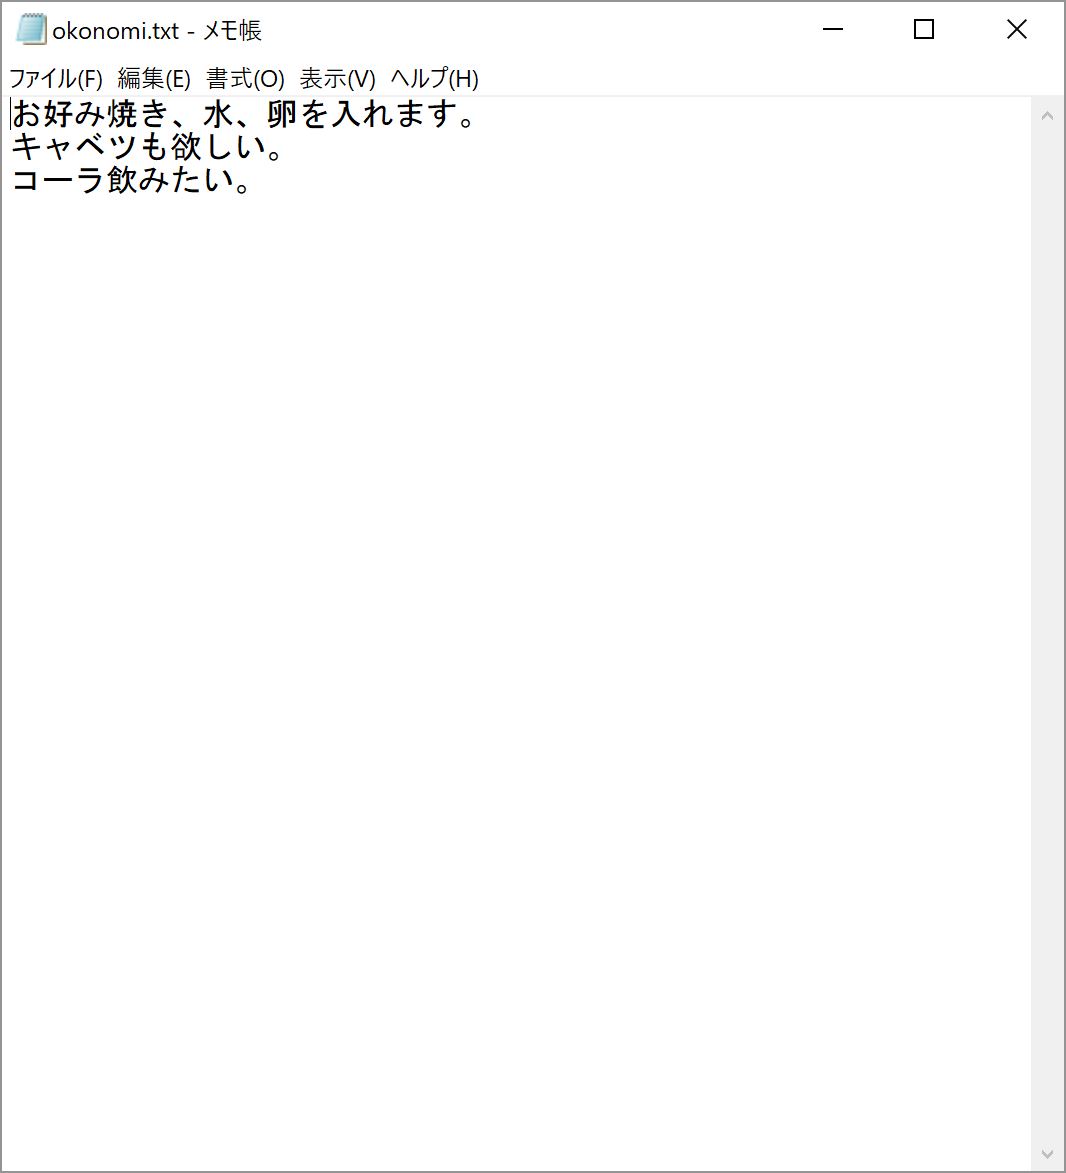 okonomi.txt - メモ帳
ファイル(F) 編集(E) 書式(O) 表示(V) ヘルプ(H)
お好み焼き、水、卵を入れます。
キャベツも欲しい。
コーラ飲みたい。